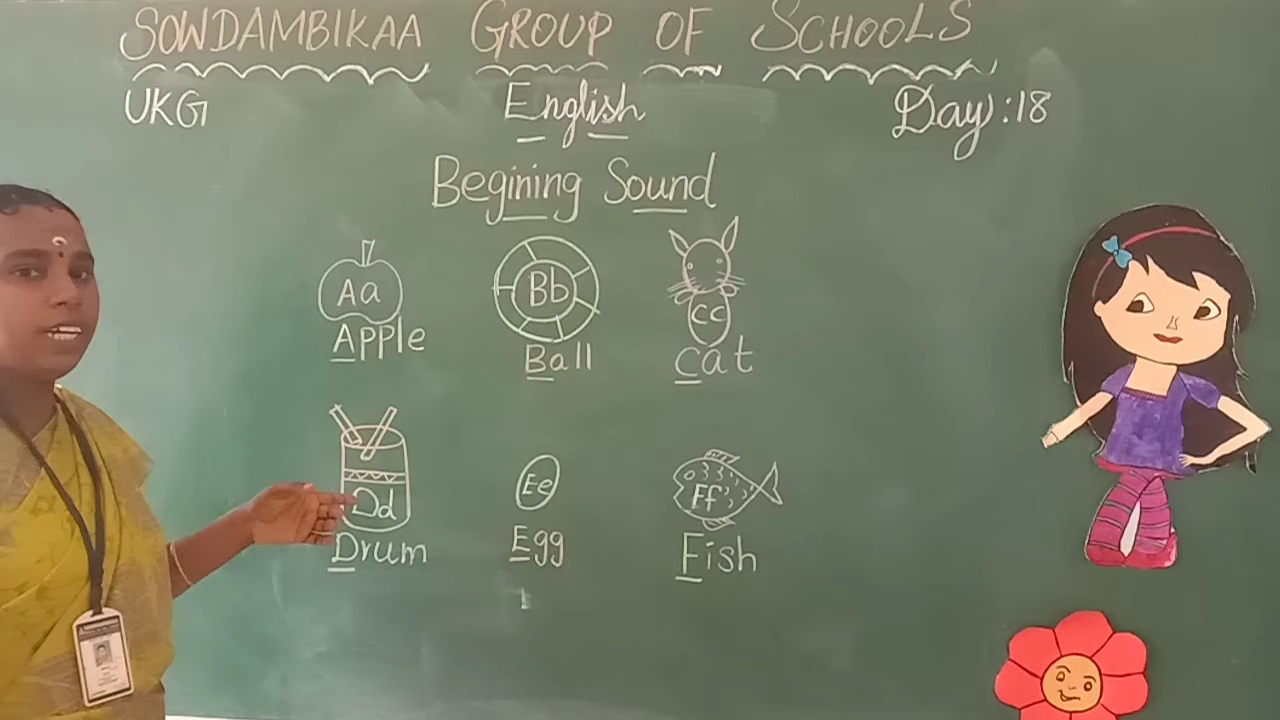 SOWDAMBIKAA GROUP OF SCHOOLS
UKG English Day:18
Begining Sound
Aa Bb cc
Apple Ball cat
Dd Ee Ff
Drum Egg Fish